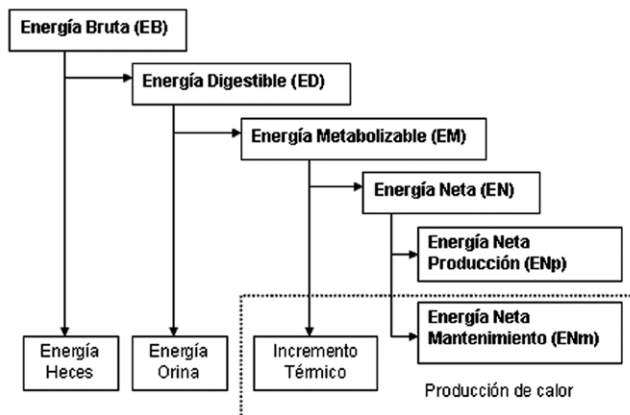 Energía Bruta (EB)
Energía Digestible (ED)
Energía Metabolizable (EM)
Energía Neta (EN)
Energía Neta
Producción (ENp)
Energía Neta
Mantenimiento (ENm)
Energía
Heces
Energía
Orina
Incremento
Térmico
Producción de calor